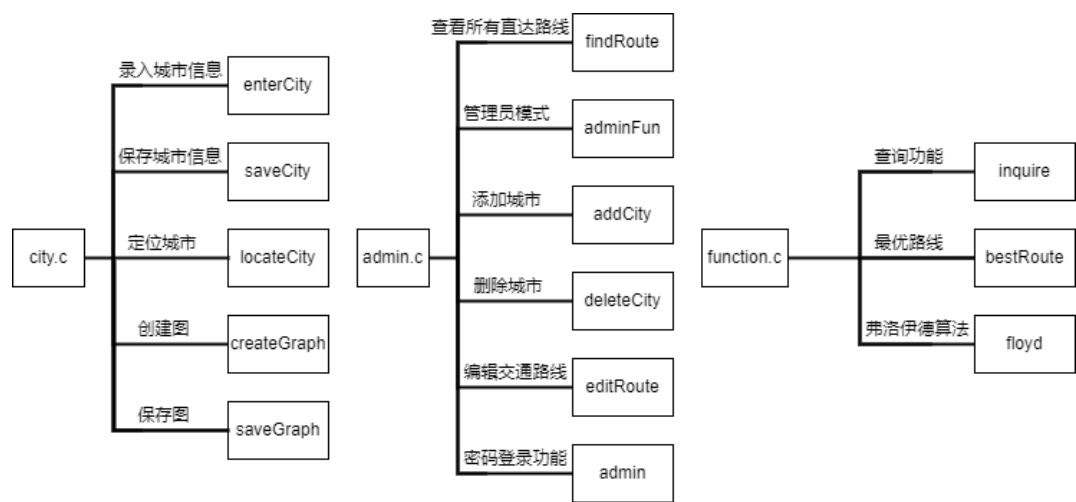 city.c
录入城市信息
enterCity
保存城市信息
saveCity
定位城市
locateCity
创建图
createGraph
保存图
saveGraph
admin.c
查看所有直达路线
findRoute
管理员模式
adminFun
添加城市
addCity
删除城市
deleteCity
编辑交通路线
editRoute
密码登录功能
admin
function.c
查询功能
inquire
最优路线
bestRoute
弗洛伊德算法
floyd